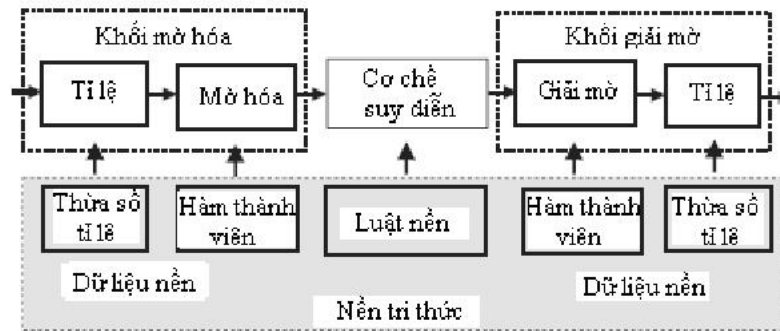 Khối mờ hóa
Khối giải mờ
Tỉ lệ
Mờ hóa
Cơ chế
suy diễn
Giải mờ
Tỉ lệ
Thừa số
tỉ lê
Hàm thành
viên
Luật nền
Hàm thành
viên
Thừa số
tỉ lê
Dữ liệu nền
Dữ liệu nền
Nền tri thức